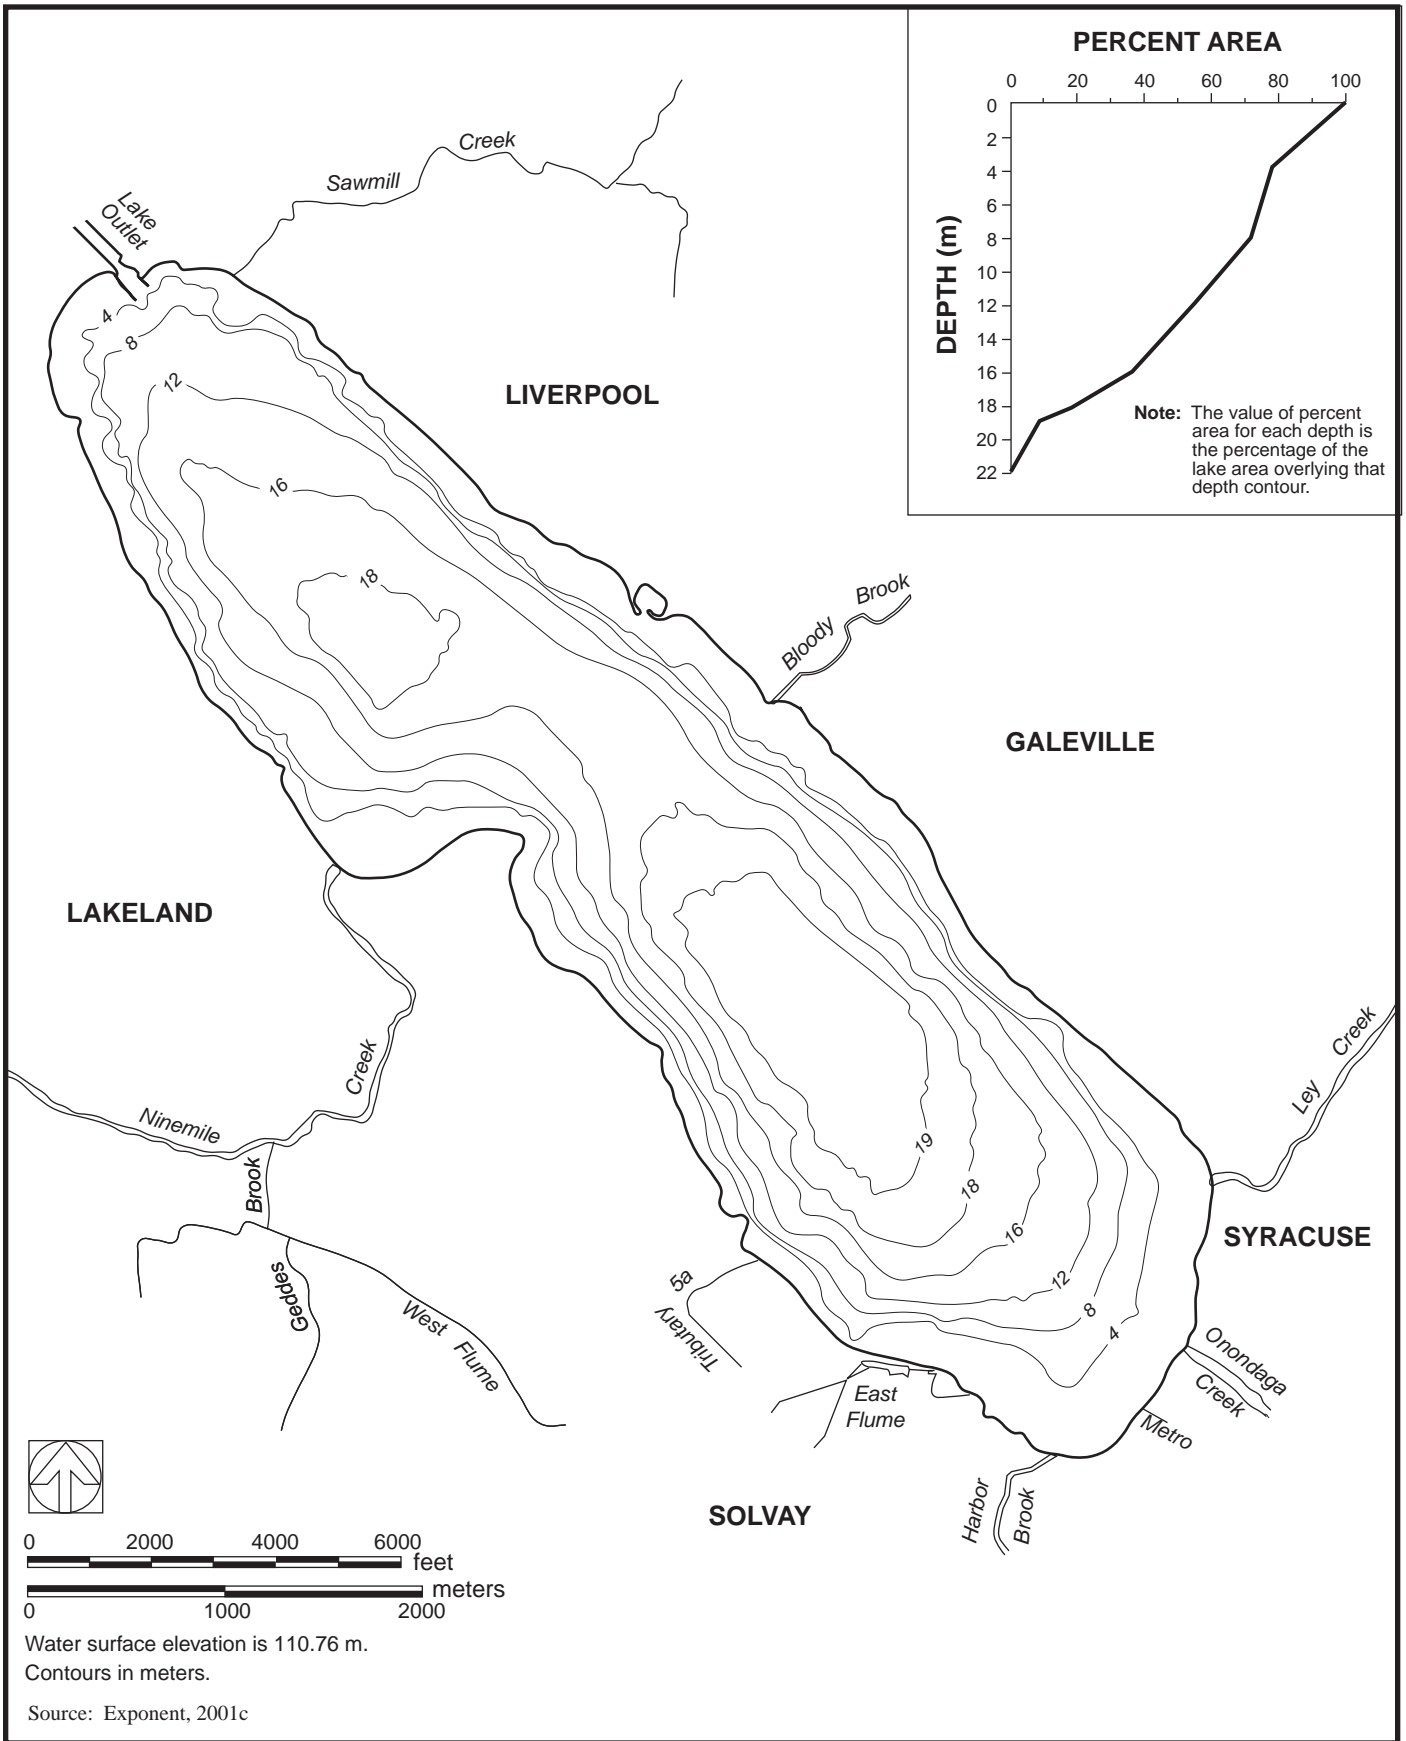 PERCENT AREA
0 20 40 60 80 100
DEPTH (m)
0
2
4
6
8
10
12
14
16
18
20
22
Note: The value of percent
area for each depth is
the percentage of the
lake area overlying that
depth contour.
Creek
Sawmill
Lake
Outlet
4
8
12
LIVERPOOL
16
18
Bloody Brook
GALEVILLE
LAKELAND
Ninemile Creek
Ley Creek
Brook
Geddes
West Flume
19
18
16
12
8
4
SYRACUSE
5a
Tributary
Onondaga
Creek
Metro
East
Flume
SOLVAY
Harbor
Brook
0 2000 4000 6000
feet
meters
0 1000 2000
Water surface elevation is 110.76 m.
Contours in meters.
Source: Exponent, 2001c